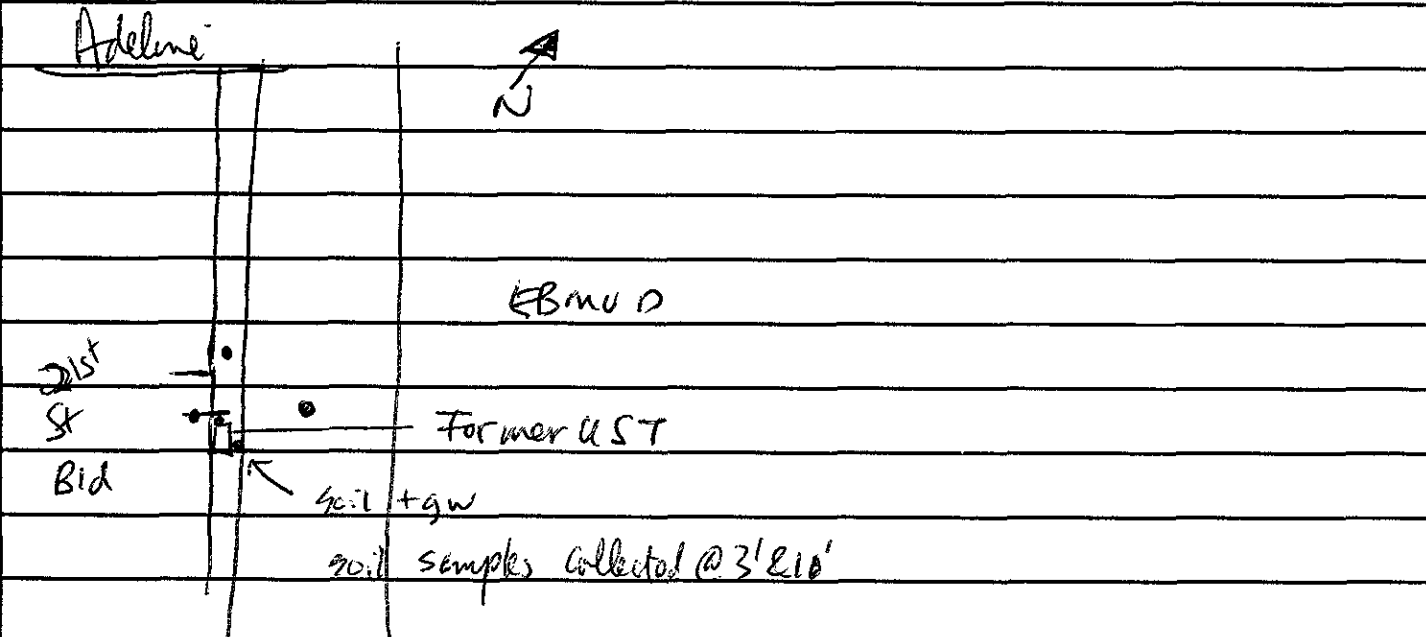 Adeline
N
EBMUD
21st
St
Former UST
Bld
soil + gw
soil samples collected @ 3' & 10'